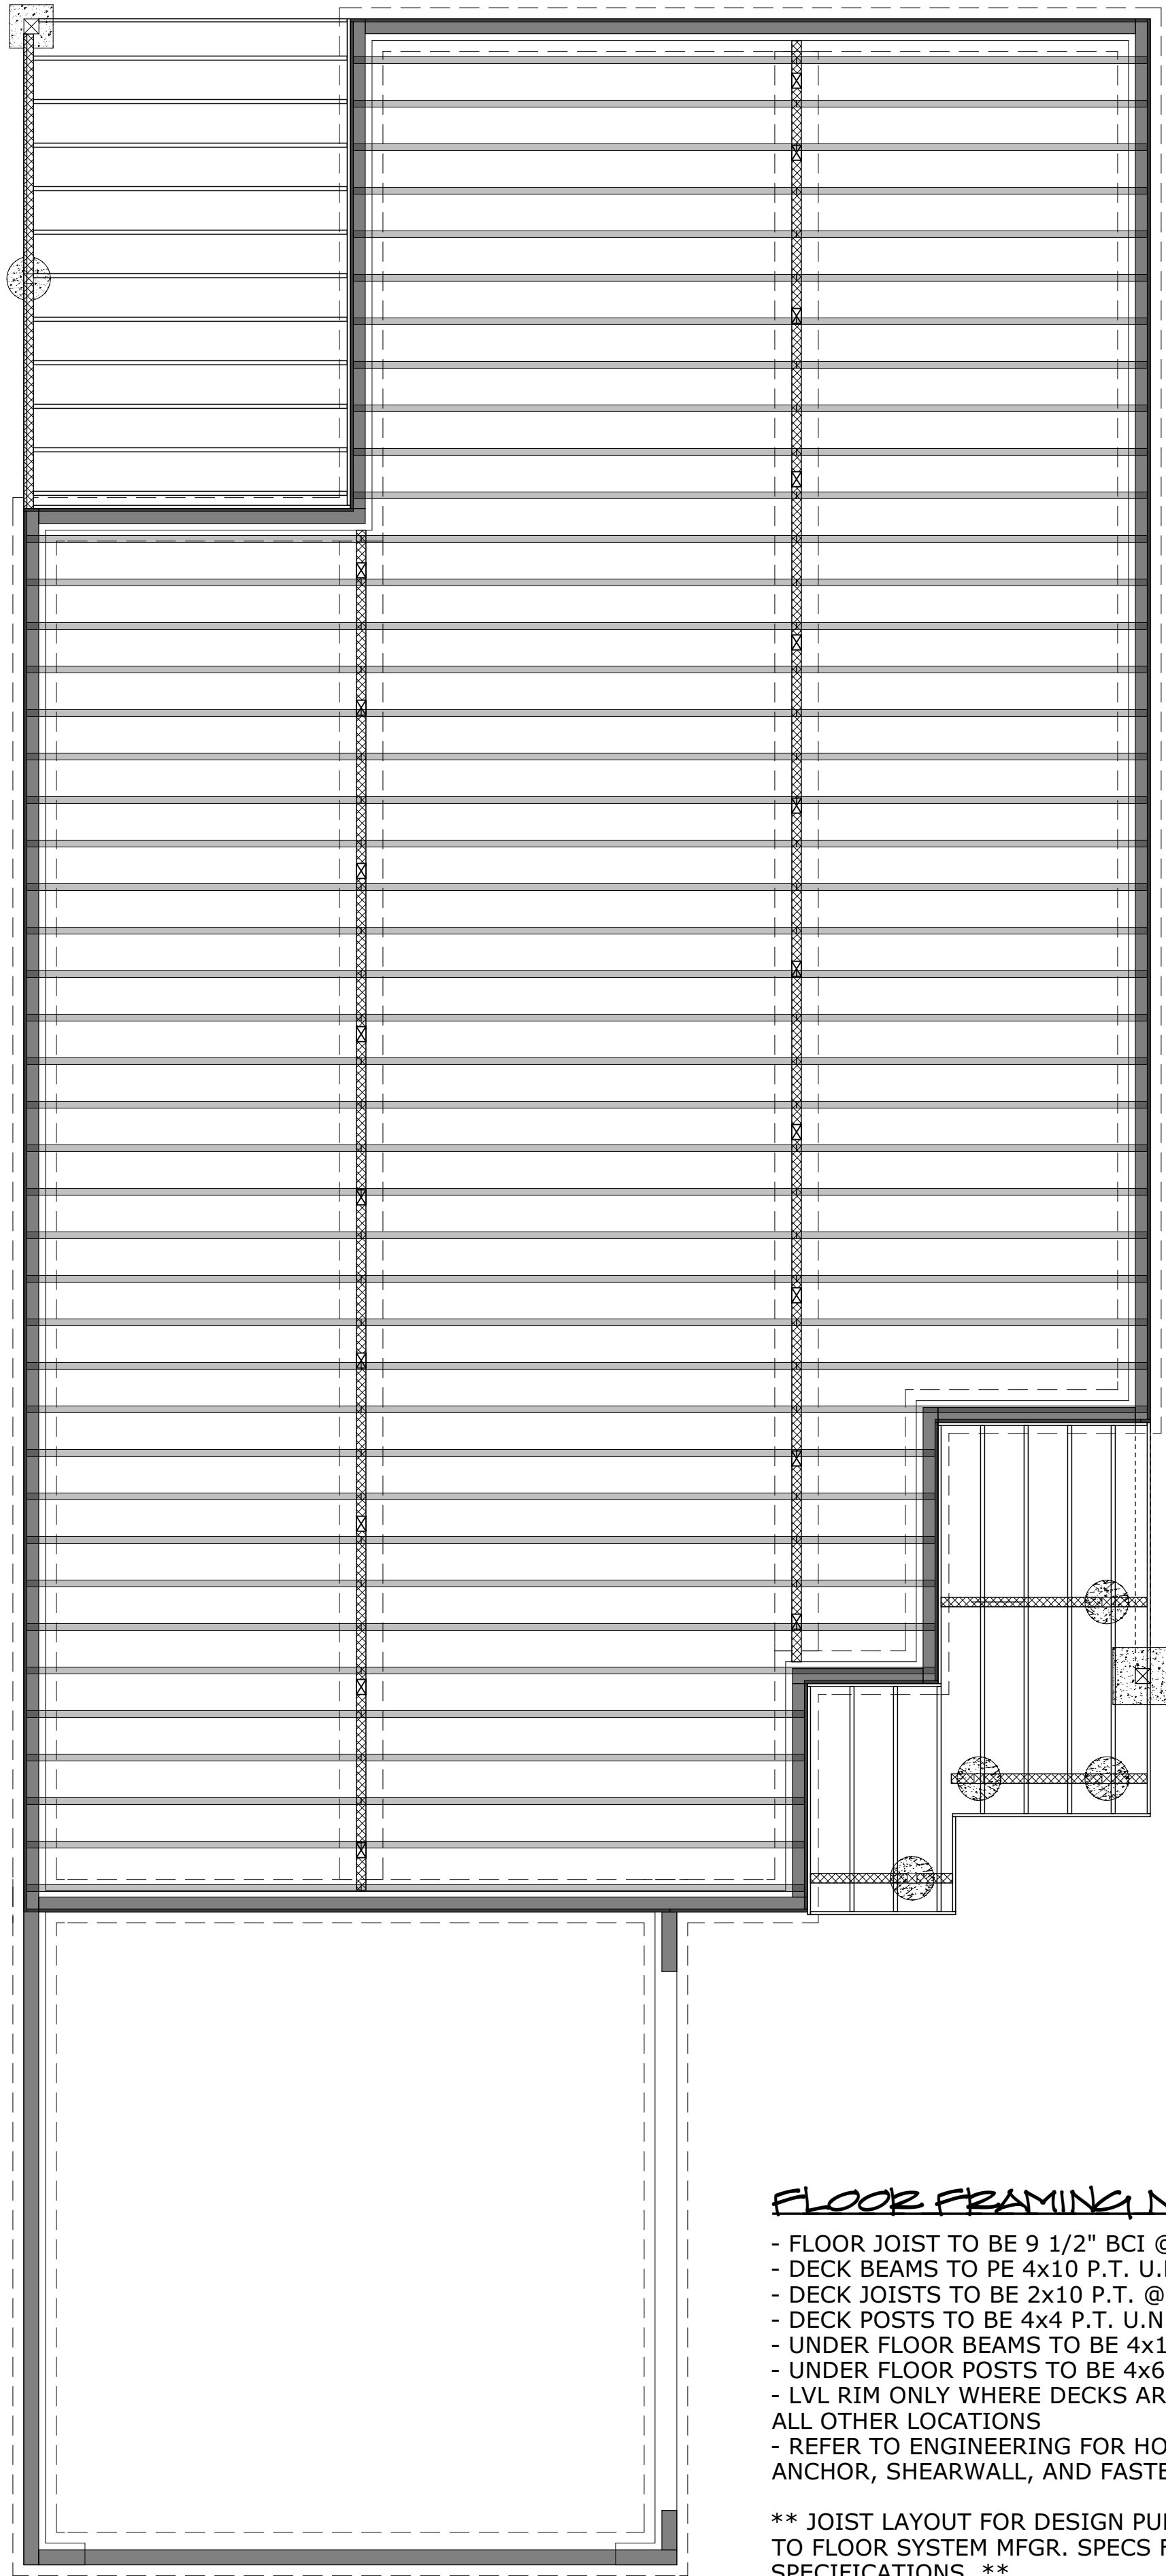 FLOOR FRAMING
- FLOOR JOIST TO BE 9 1/2" BCI @
- DECK BEAMS TO PE 4x10 P.T.
- DECK JOISTS TO BE 2x10 P.T. @
- DECK POSTS TO BE 4x4 P.T.
- UNDER FLOOR BEAMS TO BE
- UNDER FLOOR POSTS TO BE 4x6
- LVL RIM ONLY WHERE DECKS
ALL OTHER LOCATIONS
- REFER TO ENGINEERING FOR
ANCHOR, SHEARWALL, AND
** JOIST LAYOUT FOR DESIGN
TO FLOOR SYSTEM MFGR. SPECS
SPECIFICATIONS. **